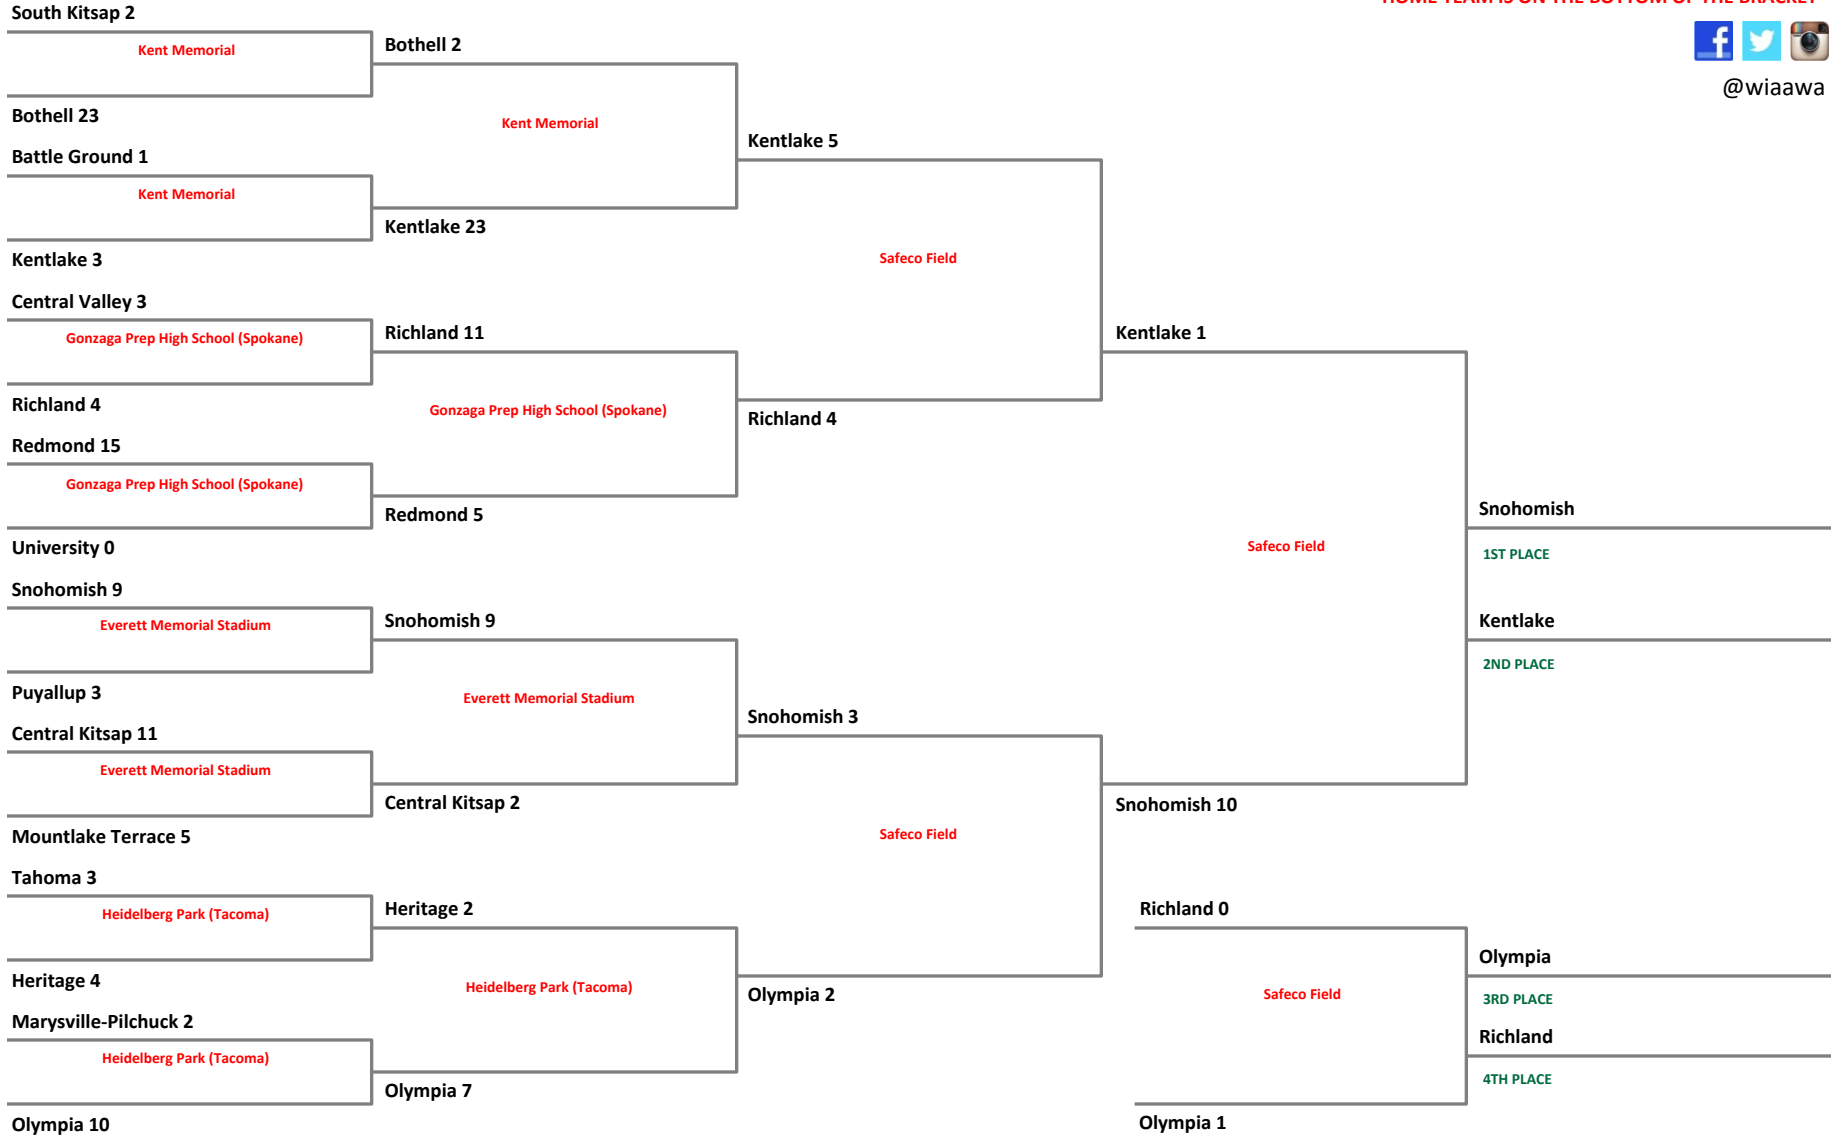 HOME TEAM IS ON THE BOTTOM OF THE BRACKET
@wiaawa
South Kitsap 2
Kent Memorial
Bothell 23
Battle Ground 1
Kent Memorial
Kentlake 3
Central Valley 3
Gonzaga Prep High School (Spokane)
Richland 4
Redmond 15
Gonzaga Prep High School (Spokane)
University 0
Snohomish 9
Everett Memorial Stadium
Puyallup 3
Central Kitsap 11
Everett Memorial Stadium
Mountlake Terrace 5
Tahoma 3
Heidelberg Park (Tacoma)
Heritage 4
Marysville-Pilchuck 2
Heidelberg Park (Tacoma)
Olympia 10
Bothell 2
Kent Memorial
Kentlake 23
Richland 11
Gonzaga Prep High School (Spokane)
Redmond 5
Snohomish 9
Everett Memorial Stadium
Central Kitsap 2
Heritage 2
Heidelberg Park (Tacoma)
Olympia 7
Kentlake 5
Safeco Field
Richland 4
Snohomish 3
Safeco Field
Olympia 2
Kentlake 1
Safeco Field
Snohomish 10
Richland 0
Safeco Field
Olympia 1
Snohomish
1ST PLACE
Kentlake
2ND PLACE
Olympia
3RD PLACE
Richland
4TH PLACE